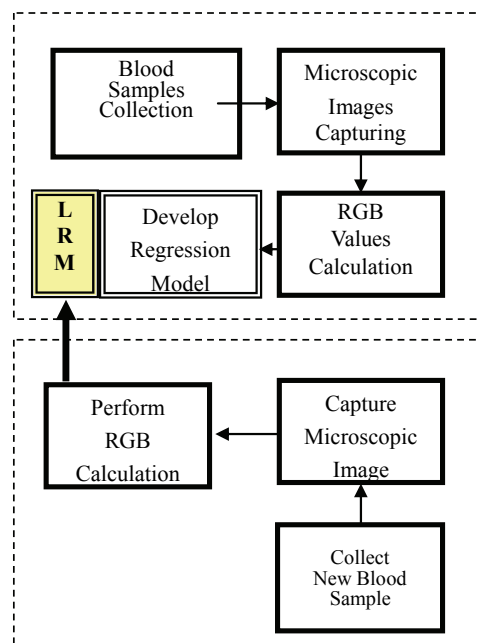 Blood
Samples
Collection
Microscopic
Images
Capturing
RGB
Values
Calculation
Develop
Regression
Model
L
R
M
Perform
RGB
Calculation
Capture
Microscopic
Image
Collect
New Blood
Sample